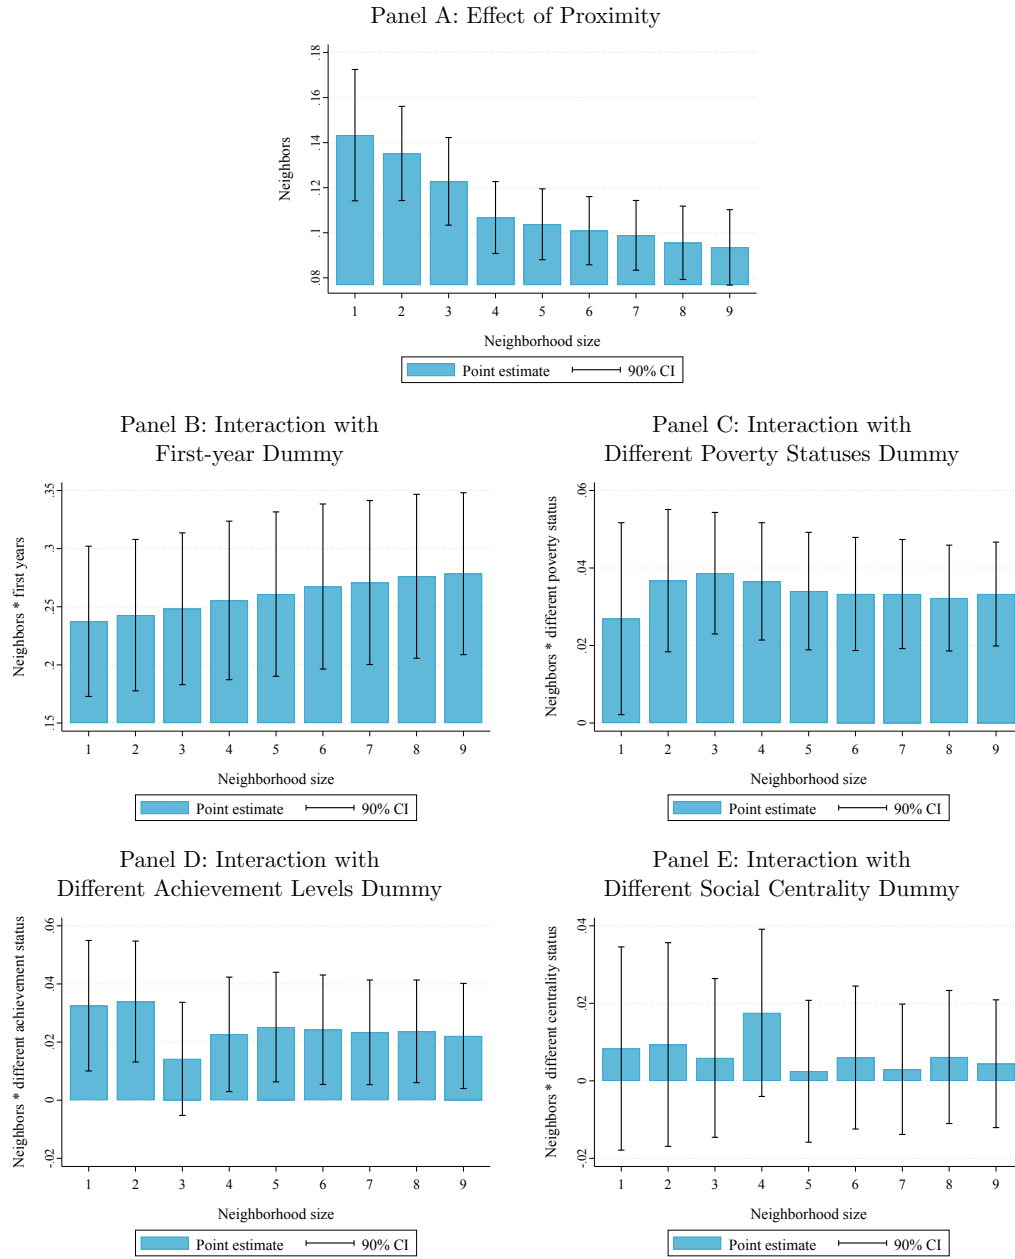 Panel A: Effect of Proximity
Neighbors
.18
.16
.14
.12
.1
.08
1 2 3 4 5 6 7 8 9
Neighborhood size
Point estimate 90% CI
Panel B: Interaction with
First-year Dummy
Neighbors * first years
.35
.3
.25
.2
.15
1 2 3 4 5 6 7 8 9
Neighborhood size
Point estimate 90% CI
Panel C: Interaction with
Different Poverty Statuses Dummy
Neighbors * different poverty status
.06
.04
.02
0
1 2 3 4 5 6 7 8 9
Neighborhood size
Point estimate 90% CI
Panel D: Interaction with
Different Achievement Levels Dummy
Neighbors * different achievement status
.06
.04
.02
0
-.02
1 2 3 4 5 6 7 8 9
Neighborhood size
Point estimate 90% CI
Panel E: Interaction with
Different Social Centrality Dummy
Neighbors * different centrality status
.04
.02
0
-.02
1 2 3 4 5 6 7 8 9
Neighborhood size
Point estimate 90% CI